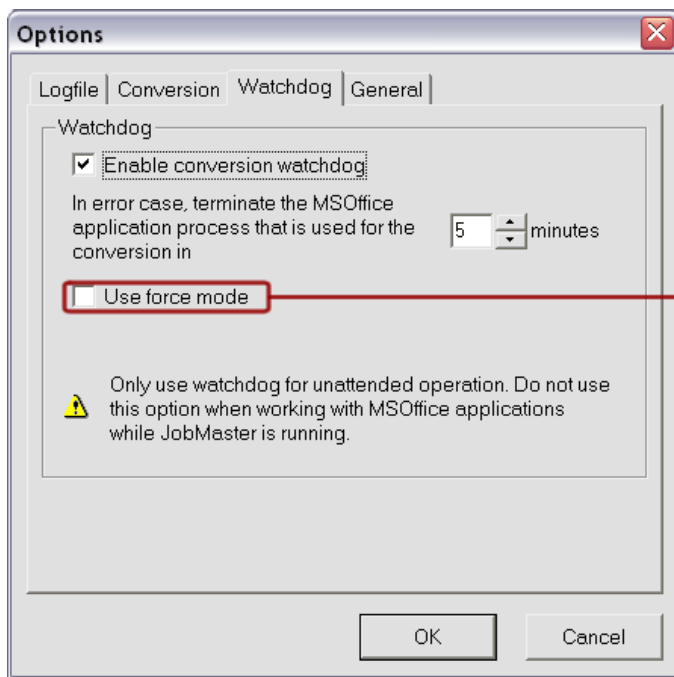 Options
Logfile Conversion Watchdog General
Watchdog
Enable conversion watchdog
In error case, terminate the MSOffice
application process that is used for the
conversion in
5 minutes
Use force mode
Only use watchdog for unattended operation. Do not use
this option when working with MSOffice applications
while JobMaster is running.
OK Cancel